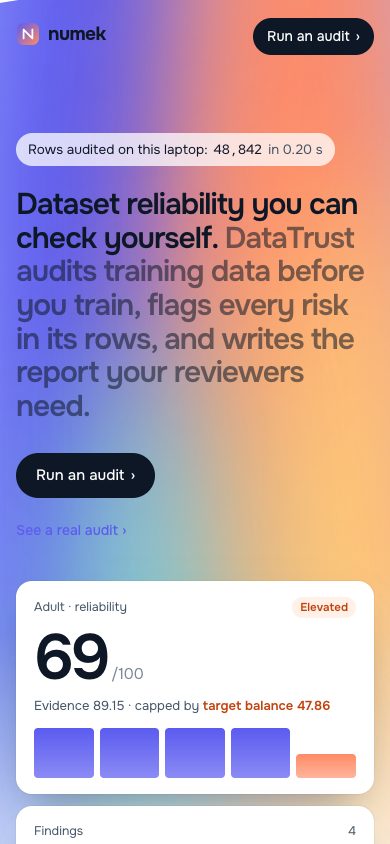 N numek
Run an audit ›
Rows audited on this laptop: 48,842 in 0.20 s
Dataset reliability you can
check yourself. DataTrust
audits training data before
you train, flags every risk
in its rows, and writes the
report your reviewers
need.
Run an audit ›
See a real audit ›
Adult · reliability
Elevated
69 /100
Evidence 89.15 · capped by target balance 47.86
Findings
4